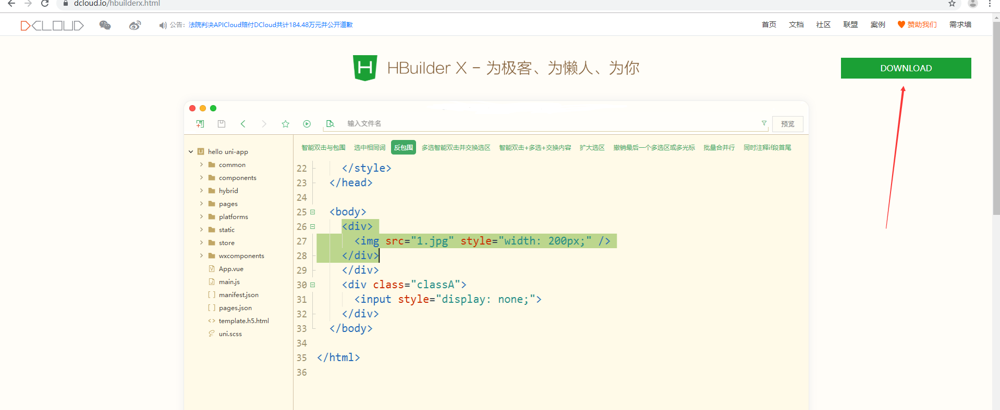 dcloud.io/hbuilderx.html
DCLOUD 公告：法院判决APICloud赔付DCloud共计184.48万元并公开道歉 首页 文档 社区 联盟 案例 赞助我们 需求墙
H HBuilder X - 为极客、为懒人、为你 DOWNLOAD
输入文件名 预览
hello uni-app
common
components
hybrid
pages
platforms
static
store
wxcomponents
App.vue
main.js
manifest.json
pages.json
template.h5.html
uni.scss
智能双击与包围 选中相同词 反包围 多选智能双击并交换选区 智能双击+多选+交换内容 扩大选区 撤销最后一个多选区或多光标 批量合并行 同时注释if段首尾
22 </style>
23 </head>
24
25 <body>
26 <div>
27 <img src="1.jpg" style="width: 200px;" />
28 </div>
29 </div>
30 <div class="classA">
31 <input style="display: none;">
32 </div>
33 </body>
34
35 </html>
36